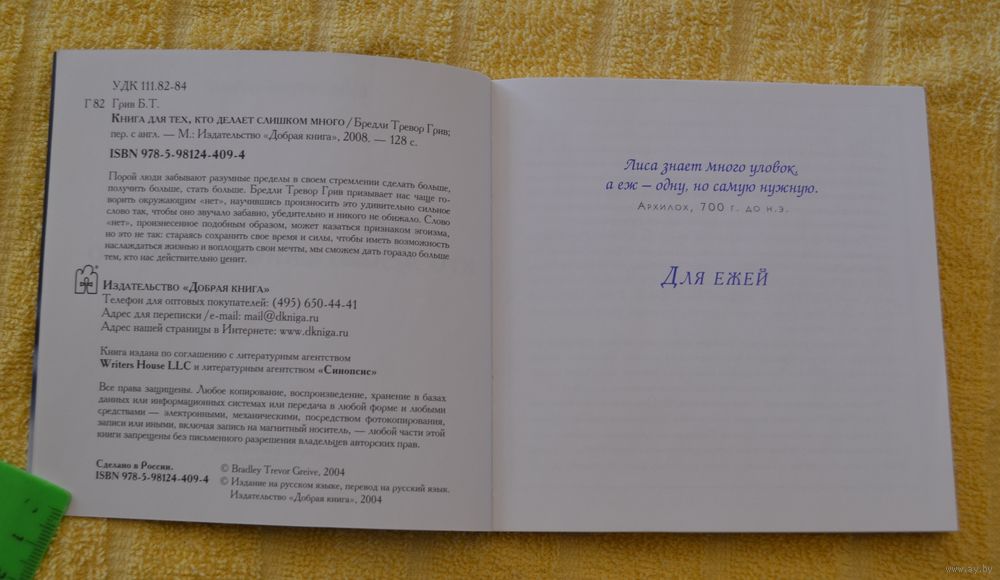 УДК 111.82-84
Г 82 Грив Б.Т.
Книга для тех, кто делает слишком много / Бредли Тревор Грив;
пер. с англ. — М.: Издательство «Добрая книга», 2008. — 128 с.
ISBN 978-5-98124-409-4
Порой люди забывают разумные пределы в своем стремлении сделать больше,
получить больше, стать больше. Бредли Тревор Грив призывает нас чаще го-
ворить окружающим «нет», научившись произносить это удивительно сильное
слово так, чтобы оно звучало забавно, убедительно и никого не обижало. Слово
«нет», произнесенное подобным образом, может казаться признаком эгоизма,
но это не так: стараясь сохранить свое время и силы, чтобы иметь возможность
наслаждаться жизнью и воплощать свои мечты, мы сможем дать гораздо больше
тем, кто нас действительно ценит.
Издательство «Добрая книга»
Телефон для оптовых покупателей: (495) 650-44-41
Адрес для переписки /e-mail: mail@dkniga.ru
Адрес нашей страницы в Интернете: www.dkniga.ru
Книга издана по соглашению с литературным агентством
Writers House LLC и литературным агентством «Синопсис»
Все права защищены. Любое копирование, воспроизведение, хранение в базах
данных или информационных системах или передача в любой форме и любыми
средствами — электронными, механическими, посредством фотокопирования,
записи или иными, включая запись на магнитный носитель, — любой части этой
книги запрещены без письменного разрешения владельцев авторских прав.
Сделано в России.
ISBN 978-5-98124-409-4
© Bradley Trevor Greive, 2004
© Издание на русском языке, перевод на русский язык.
Издательство «Добрая книга», 2004
Лиса знает много уловок,
а еж — одну, но самую нужную.
Архилох, 700 г. до н.э.
Для ежей
1
www.ay.by